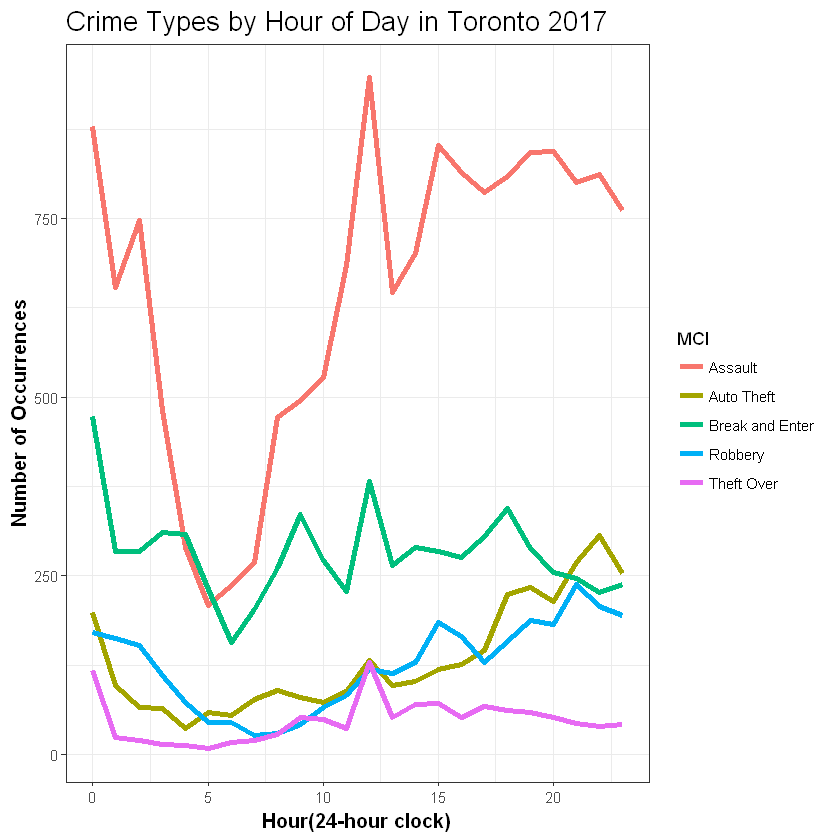 Crime Types by Hour of Day in Toronto 2017
Number of Occurrences
750
500
250
0
0 5 10 15 20
Hour(24-hour clock)
MCI
Assault
Auto Theft
Break and Enter
Robbery
Theft Over